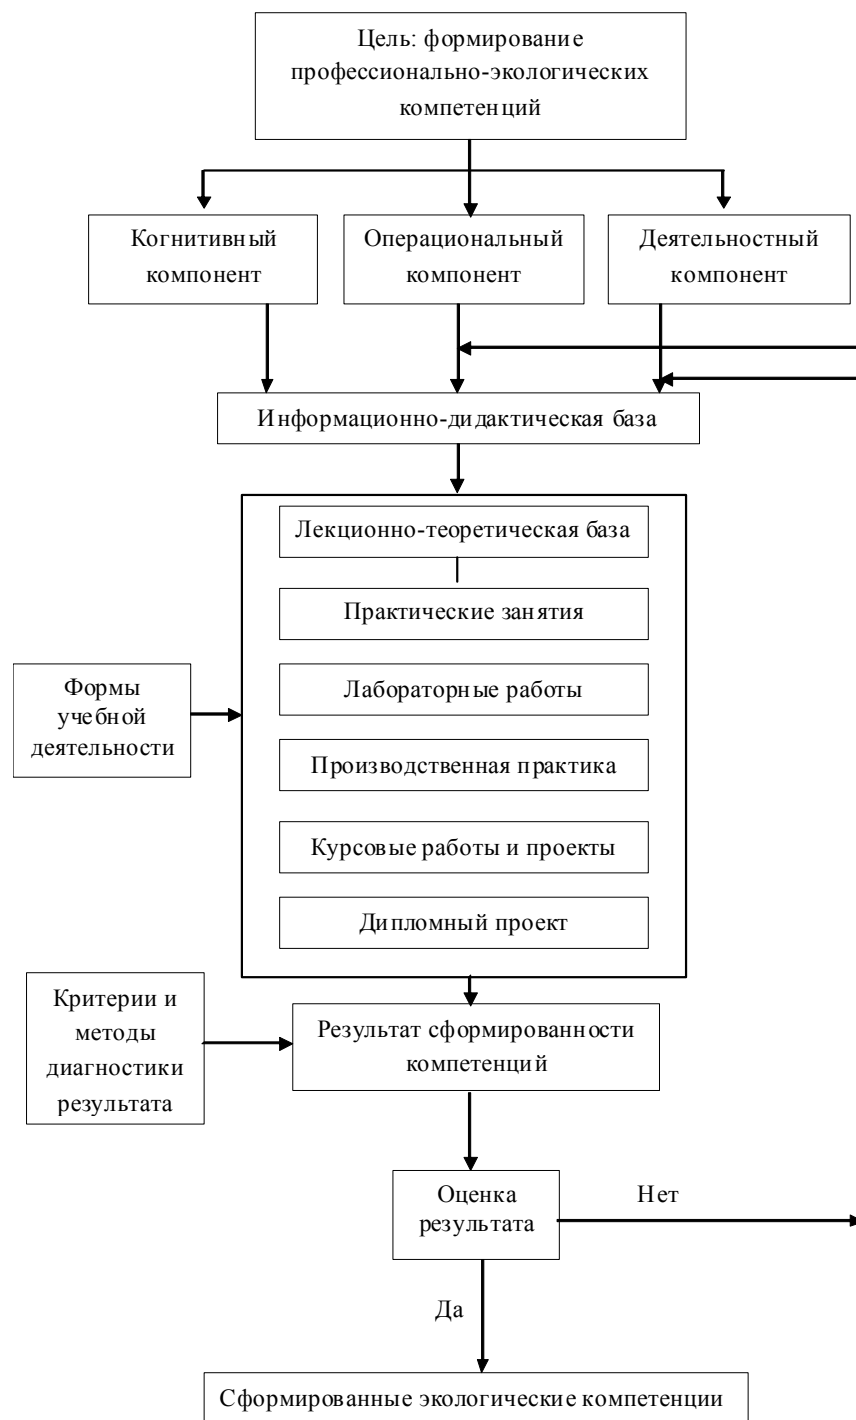 Цель: формирование
профессионально-экологических
компетенций
Когнитивный
компонент
Операциональный
компонент
Деятельностный
компонент
Информационно-дидактическая база
Лекционно-теоретическая база
Практические занятия
Лабораторные работы
Формы
учебной
деятельности
Производственная практика
Курсовые работы и проекты
Дипломный проект
Критерии и
методы
диагностики
результата
Результат сформированности
компетенций
Оценка
результата
Нет
Да
Сформированные экологические компетенции